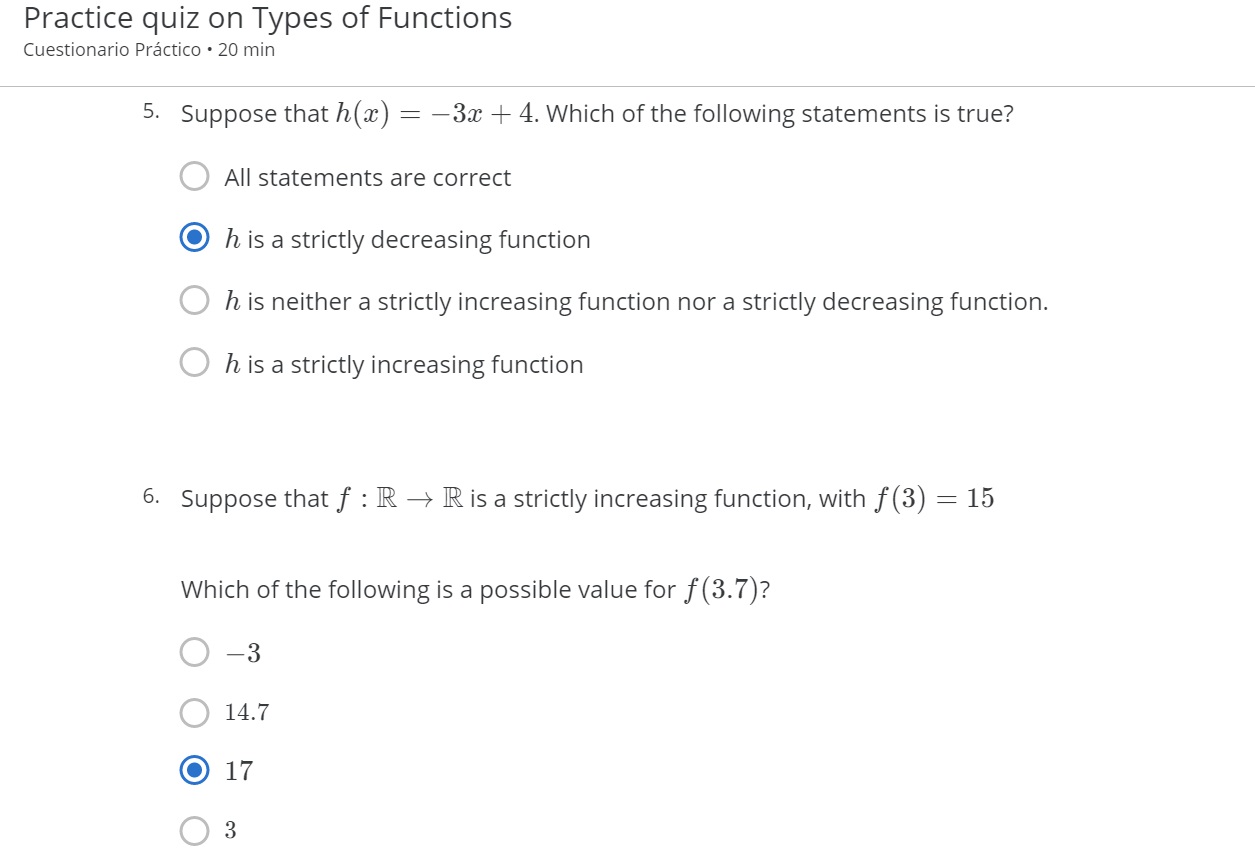 Practice quiz on Types of Functions
Cuestionario Práctico • 20 min
5. Suppose that h(x) = −3x + 4. Which of the following statements is true?
All statements are correct
h is a strictly decreasing function
h is neither a strictly increasing function nor a strictly decreasing function.
h is a strictly increasing function
6. Suppose that f : ℝ → ℝ is a strictly increasing function, with f(3) = 15
Which of the following is a possible value for f(3.7)?
−3
14.7
17
3